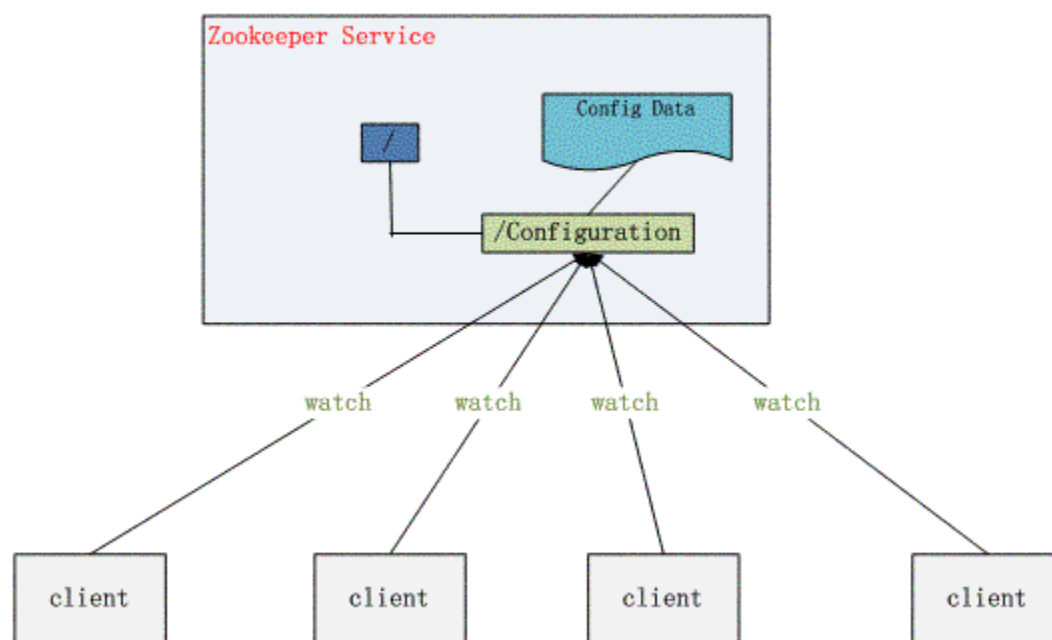 Zookeeper Service
Config Data
/
/Configuration
watch
watch
watch
watch
client
client
client
client